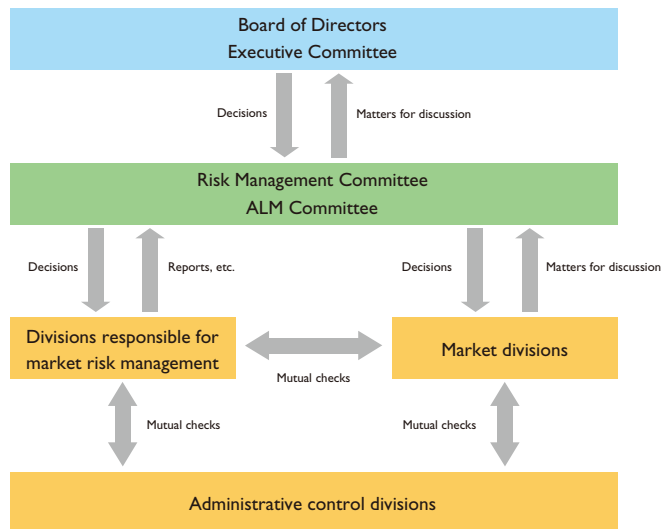 Board of Directors
Executive Committee
Decisions
Matters for discussion
Risk Management Committee
ALM Committee
Decisions
Reports, etc.
Decisions
Matters for discussion
Divisions responsible for
market risk management
Mutual checks
Market divisions
Mutual checks
Mutual checks
Administrative control divisions